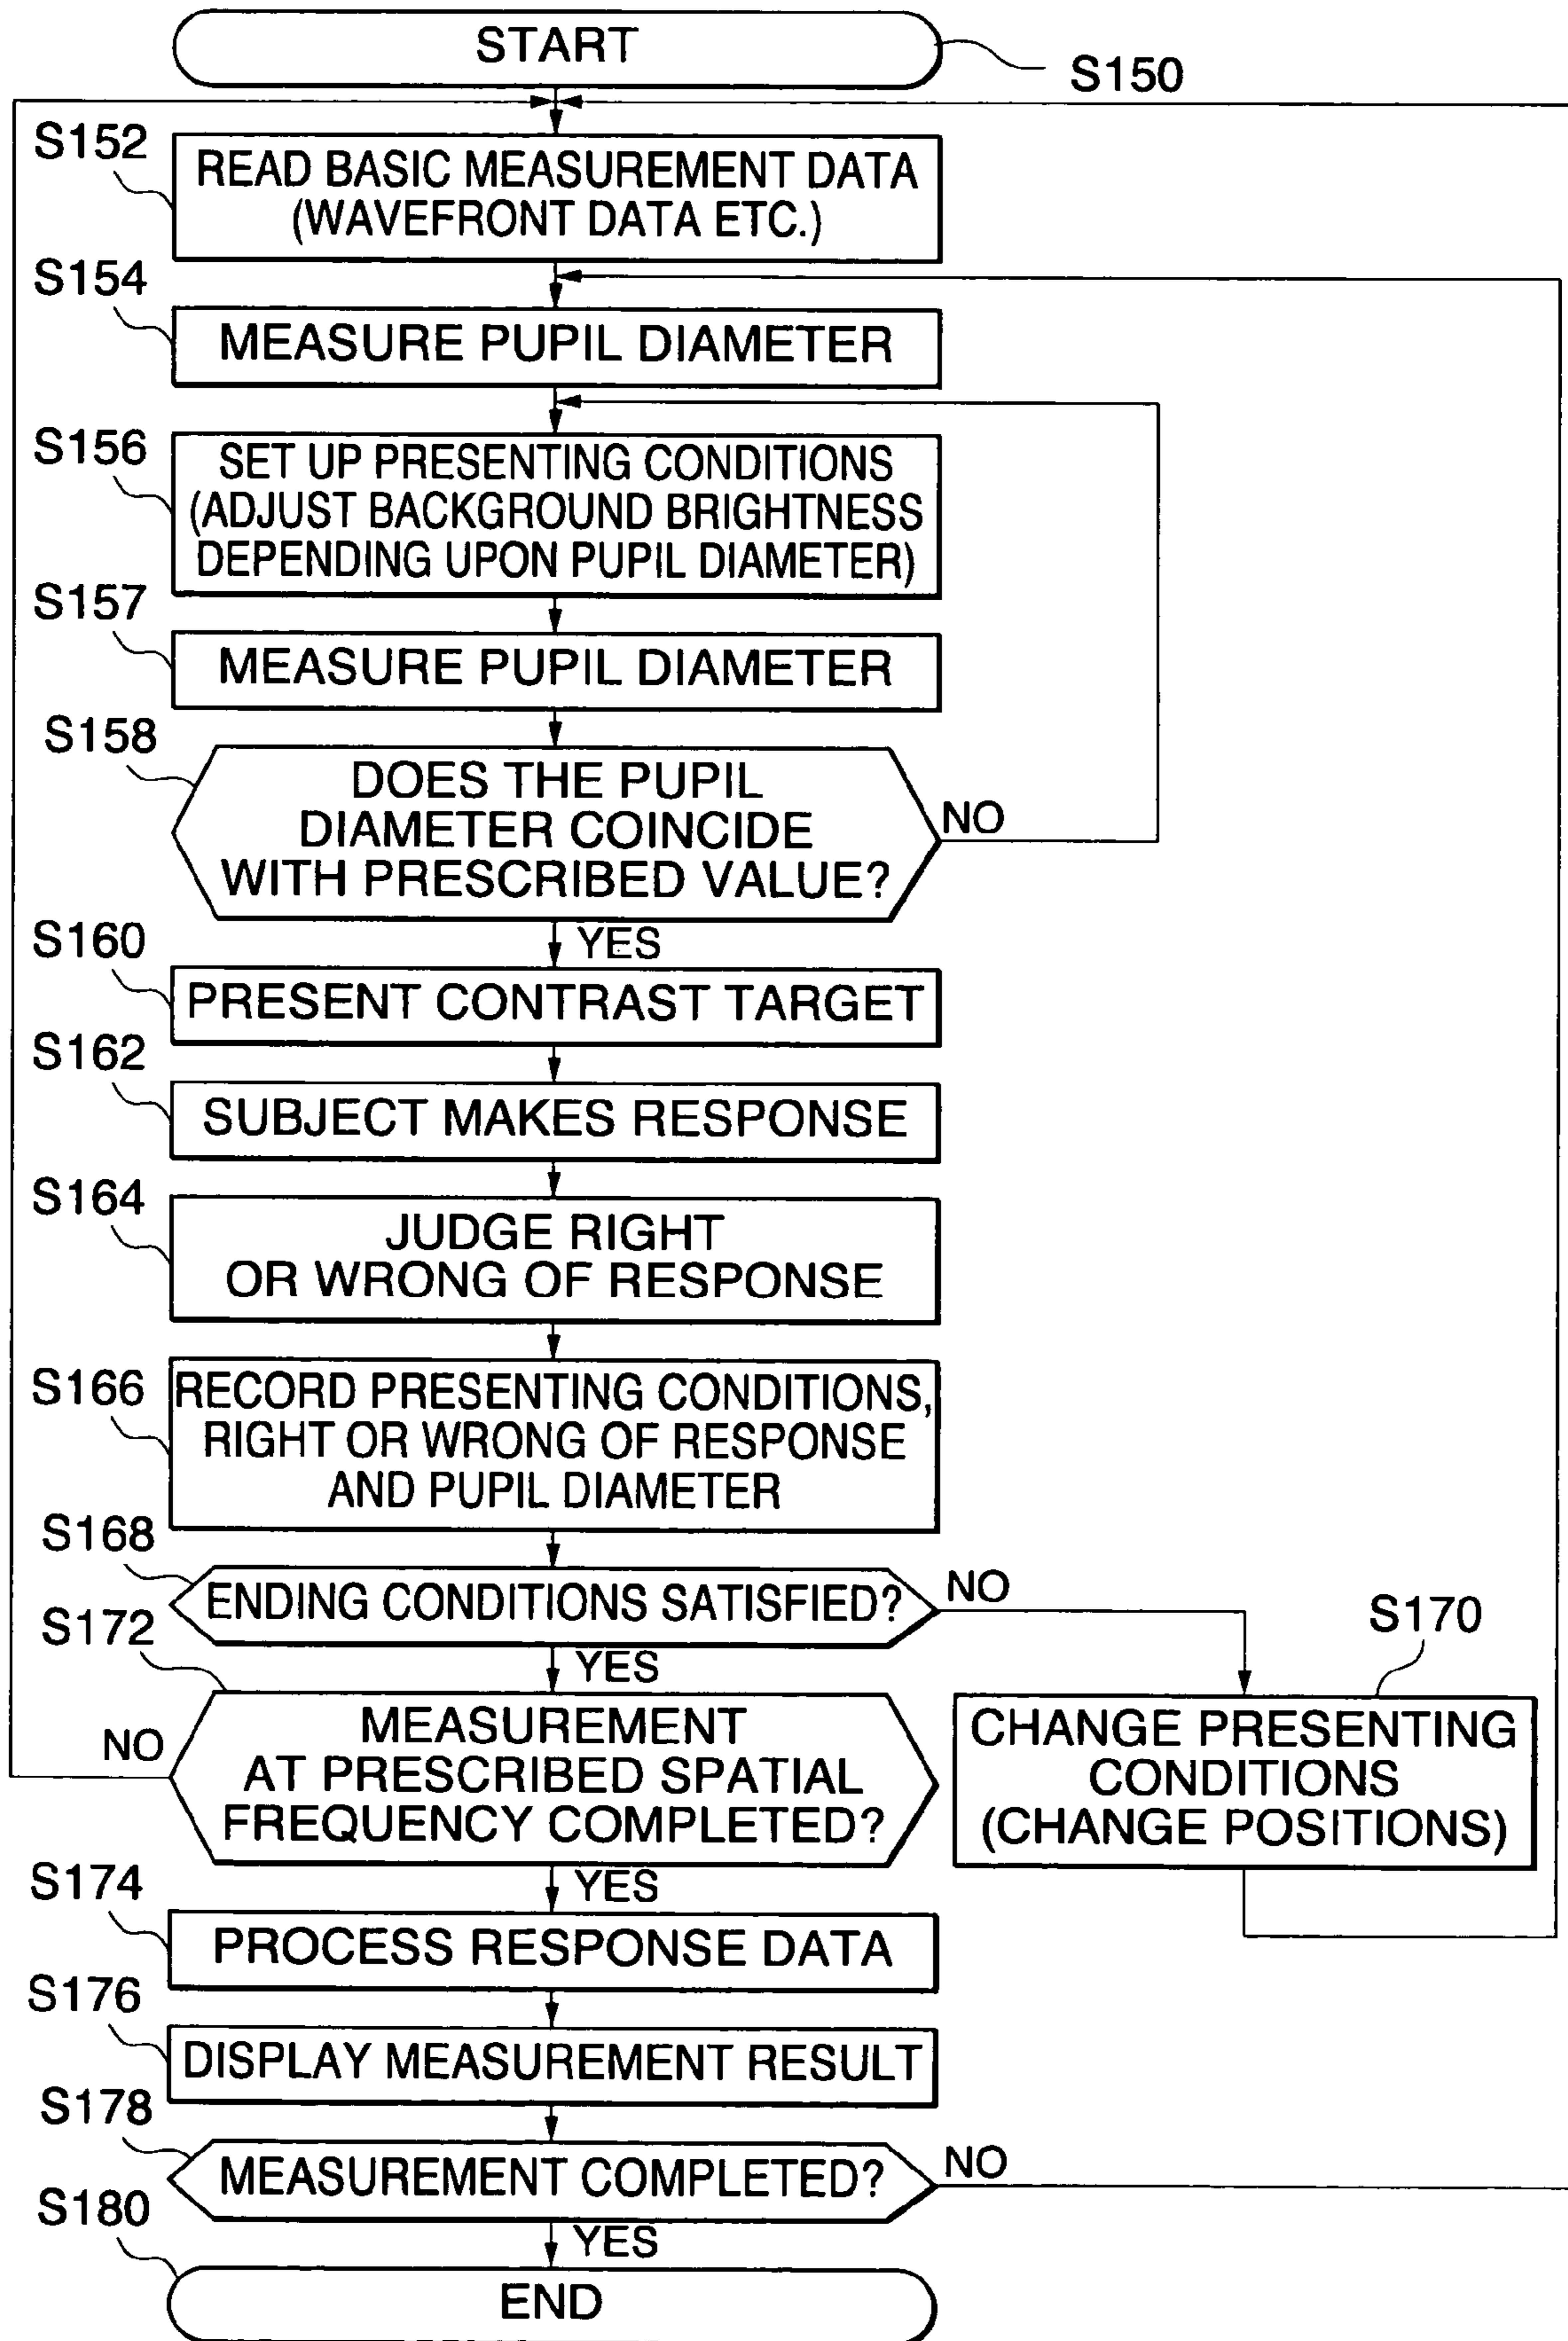 START
S150
S152
READ BASIC MEASUREMENT DATA
(WAVEFRONT DATA ETC.)
S154
MEASURE PUPIL DIAMETER
S156
SET UP PRESENTING CONDITIONS
(ADJUST BACKGROUND BRIGHTNESS
DEPENDING UPON PUPIL DIAMETER)
S157
MEASURE PUPIL DIAMETER
S158
DOES THE PUPIL
DIAMETER COINCIDE
WITH PRESCRIBED VALUE?
NO
YES
S160
PRESENT CONTRAST TARGET
S162
SUBJECT MAKES RESPONSE
S164
JUDGE RIGHT
OR WRONG OF RESPONSE
S166
RECORD PRESENTING CONDITIONS,
RIGHT OR WRONG OF RESPONSE
AND PUPIL DIAMETER
S168
ENDING CONDITIONS SATISFIED?
NO
YES
S170
CHANGE PRESENTING
CONDITIONS
(CHANGE POSITIONS)
S172
MEASUREMENT
AT PRESCRIBED SPATIAL
FREQUENCY COMPLETED?
NO
YES
S174
PROCESS RESPONSE DATA
S176
DISPLAY MEASUREMENT RESULT
S178
MEASUREMENT COMPLETED?
NO
YES
S180
END